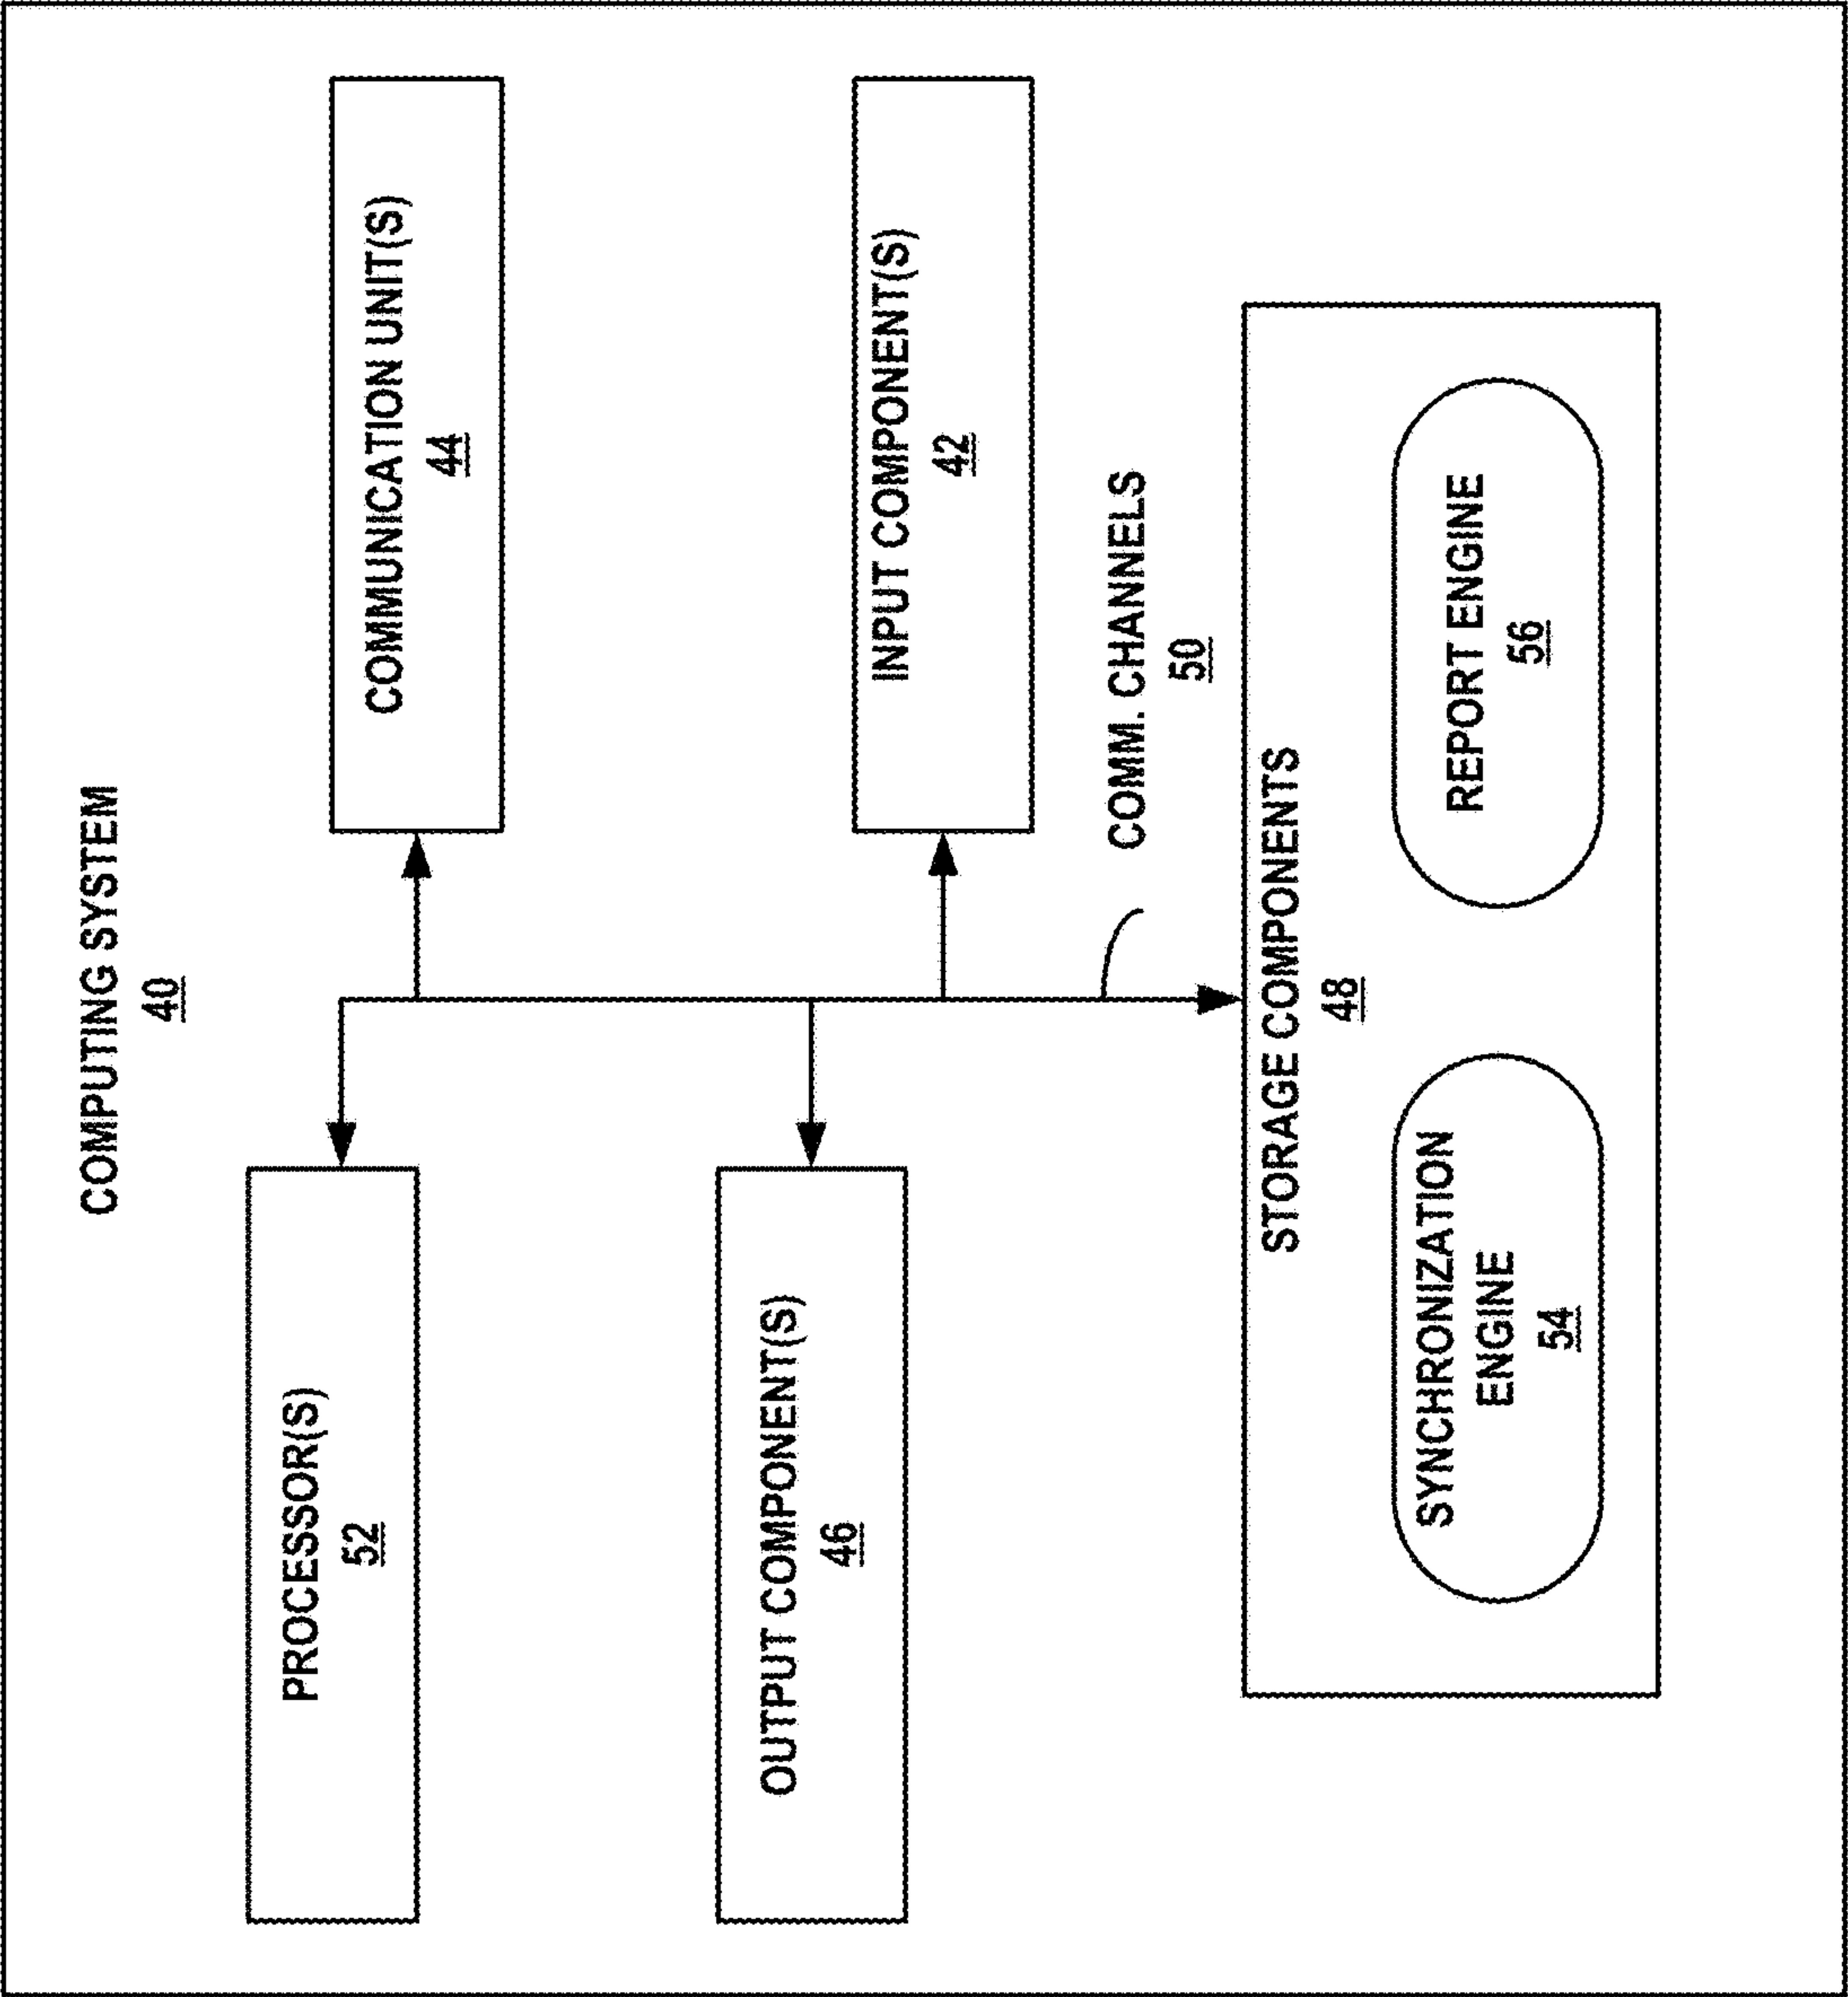 COMPUTING SYSTEM
40
PROCESSOR(S)
52
COMMUNICATION UNIT(S)
44
OUTPUT COMPONENT(S)
46
INPUT COMPONENT(S)
42
COMM. CHANNELS
50
STORAGE COMPONENTS
48
SYNCHRONIZATION
ENGINE
54
REPORT ENGINE
56